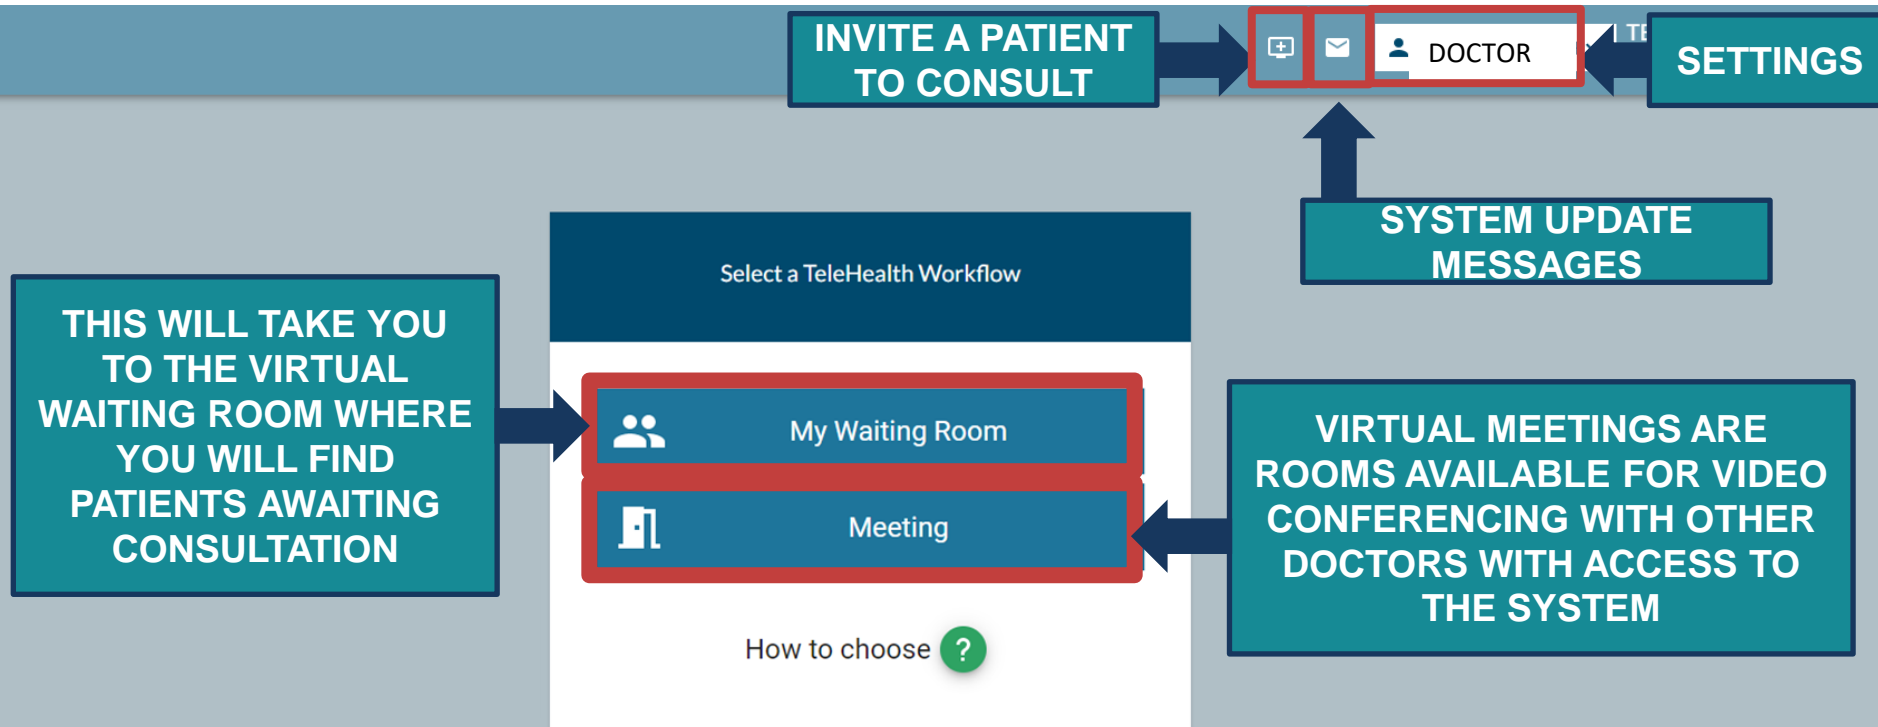 INVITE A PATIENT
TO CONSULT
DOCTOR
TE
SETTINGS
SYSTEM UPDATE
MESSAGES
Select a TeleHealth Workflow
THIS WILL TAKE YOU
TO THE VIRTUAL
WAITING ROOM WHERE
YOU WILL FIND
PATIENTS AWAITING
CONSULTATION
My Waiting Room
Meeting
VIRTUAL MEETINGS ARE
ROOMS AVAILABLE FOR VIDEO
CONFERENCING WITH OTHER
DOCTORS WITH ACCESS TO
THE SYSTEM
How to choose ?